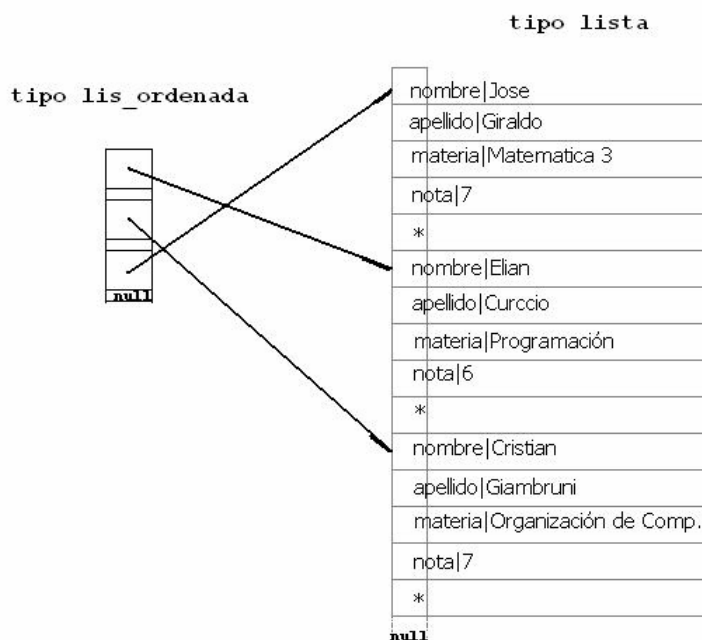 tipo lista
tipo lis_ordenada
null
nombre|Jose
apellido|Giraldo
materia|Matematica 3
nota|7
*
nombre|Elian
apellido|Curccio
materia|Programación
nota|6
*
nombre|Cristian
apellido|Giambruni
materia|Organización de Comp.
nota|7
*
null